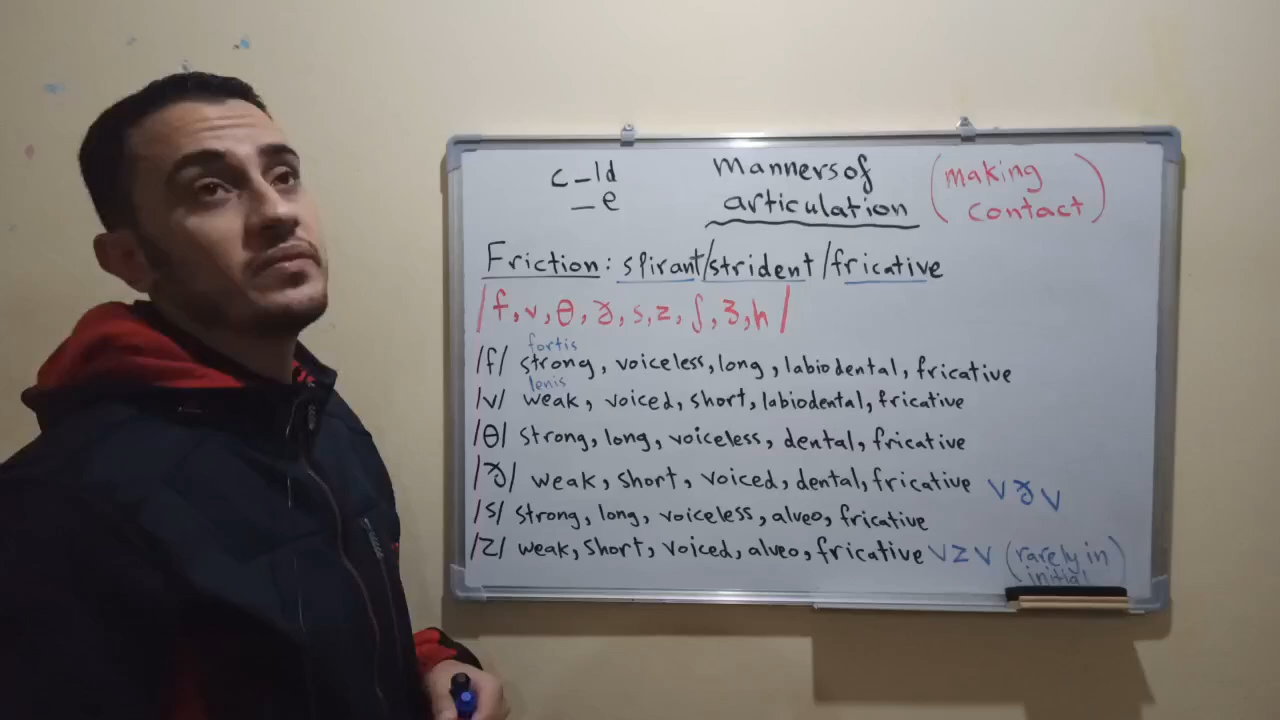 c_ld
_e
Manners of
articulation
(making
contact)
Friction: spirant/strident/fricative
/f, v, θ, ð, s, z, ʃ, ʒ, h/
fortis
/f/ strong, voiceless, long, labiodental, fricative
lenis
/v/ weak, voiced, short, labiodental, fricative
/θ/ strong, long, voiceless, dental, fricative
/ð/ weak, short, voiced, dental, fricative V ð V
/s/ strong, long, voiceless, alveo, fricative
/z/ weak, short, voiced, alveo, fricative V z V (rarely in
initial